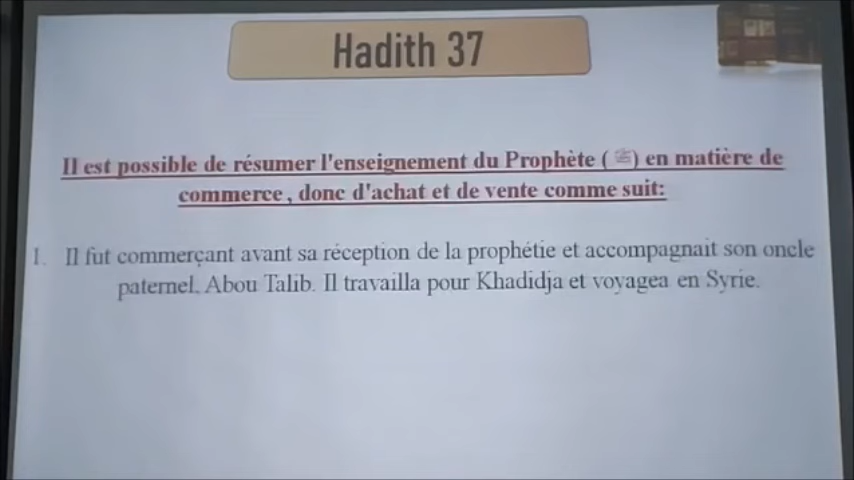 Hadith 37
Il est possible de résumer l'enseignement du Prophète (ﷺ) en matière de
commerce, donc d'achat et de vente comme suit:
1. Il fut commerçant avant sa réception de la prophétie et accompagnait son oncle
paternel, Abou Talib. Il travailla pour Khadidja et voyagea en Syrie.